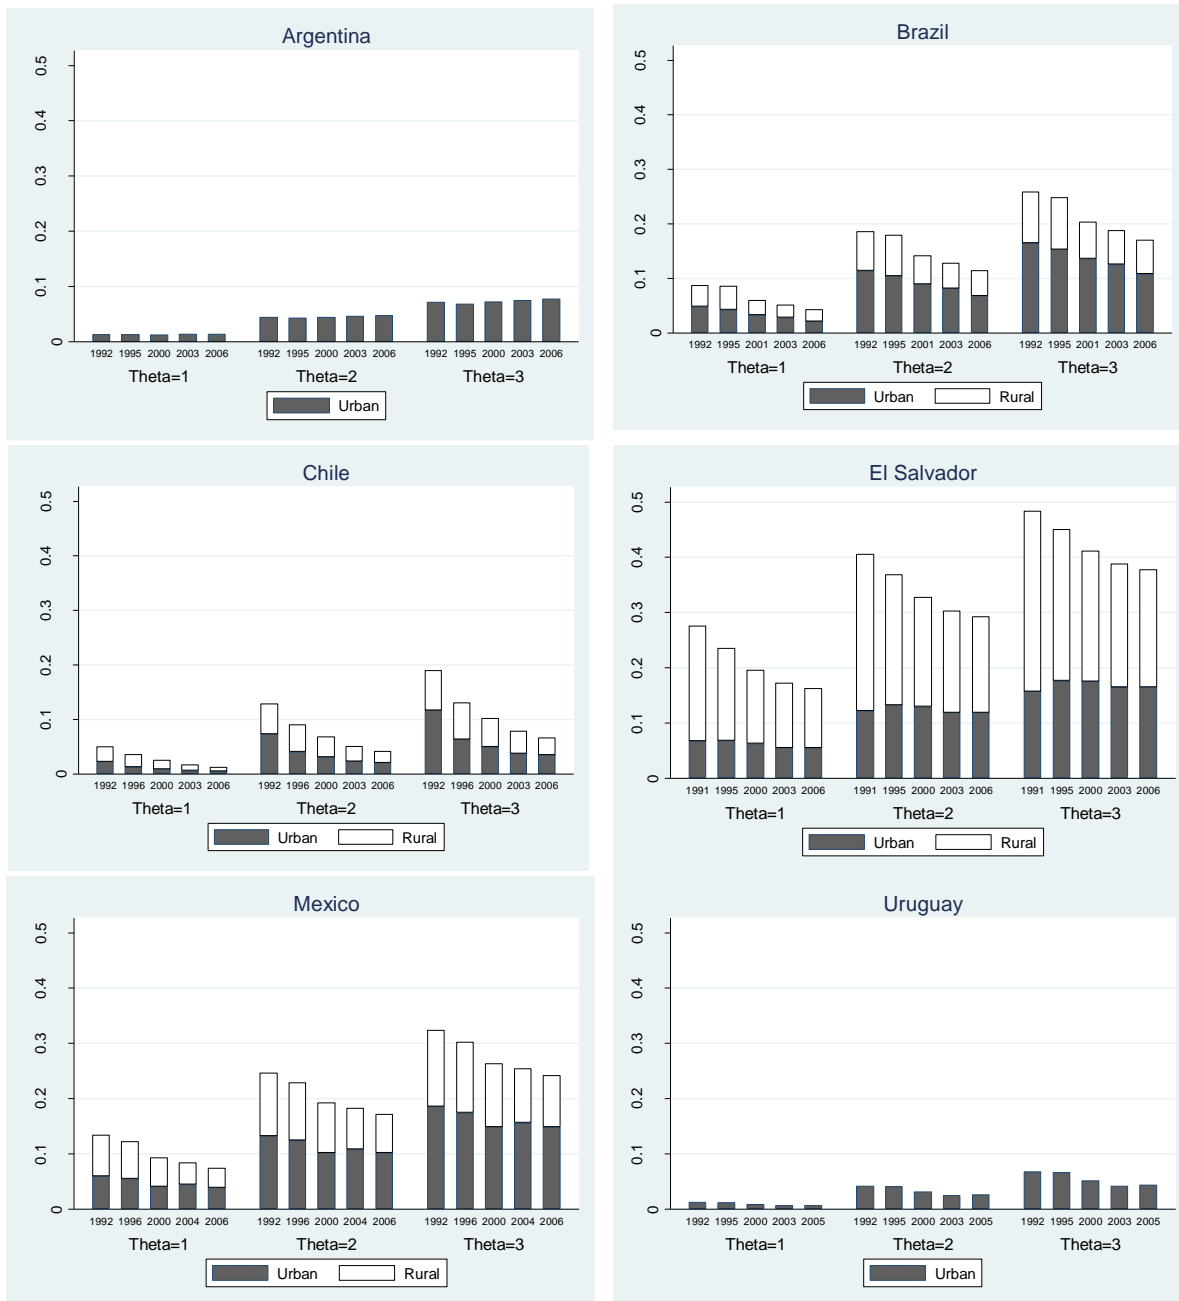 Argentina
0.5
0.4
0.3
0.2
0.1
0
1992 1995 2000 2003 2006 1992 1995 2000 2003 2006 1992 1995 2000 2003 2006
Theta=1 Theta=2 Theta=3
Urban
Brazil
0.5
0.4
0.3
0.2
0.1
0
1992 1995 2001 2003 2006 1992 1995 2001 2003 2006 1992 1995 2001 2003 2006
Theta=1 Theta=2 Theta=3
Urban Rural
Chile
0.5
0.4
0.3
0.2
0.1
0
1992 1996 2000 2003 2006 1992 1996 2000 2003 2006 1992 1996 2000 2003 2006
Theta=1 Theta=2 Theta=3
Urban Rural
El Salvador
0.5
0.4
0.3
0.2
0.1
0
1991 1995 2000 2003 2006 1991 1995 2000 2003 2006 1991 1995 2000 2003 2006
Theta=1 Theta=2 Theta=3
Urban Rural
Mexico
0.5
0.4
0.3
0.2
0.1
0
1992 1996 2000 2004 2006 1992 1996 2000 2004 2006 1992 1996 2000 2004 2006
Theta=1 Theta=2 Theta=3
Urban Rural
Uruguay
0.5
0.4
0.3
0.2
0.1
0
1992 1995 2000 2003 2005 1992 1995 2000 2003 2005 1992 1995 2000 2003 2005
Theta=1 Theta=2 Theta=3
Urban